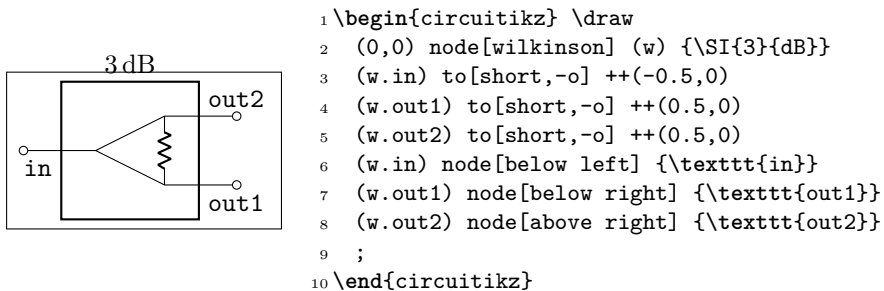 3 dB
out2
in
out1
1 \begin{circuitikz} \draw
2 (0,0) node[wilkinson] (w) {\SI{3}{dB}}
3 (w.in) to[short,-o] ++(-0.5,0)
4 (w.out1) to[short,-o] ++(0.5,0)
5 (w.out2) to[short,-o] ++(0.5,0)
6 (w.in) node[below left] {\texttt{in}}
7 (w.out1) node[below right] {\texttt{out1}}
8 (w.out2) node[above right] {\texttt{out2}}
9 ;
10 \end{circuitikz}